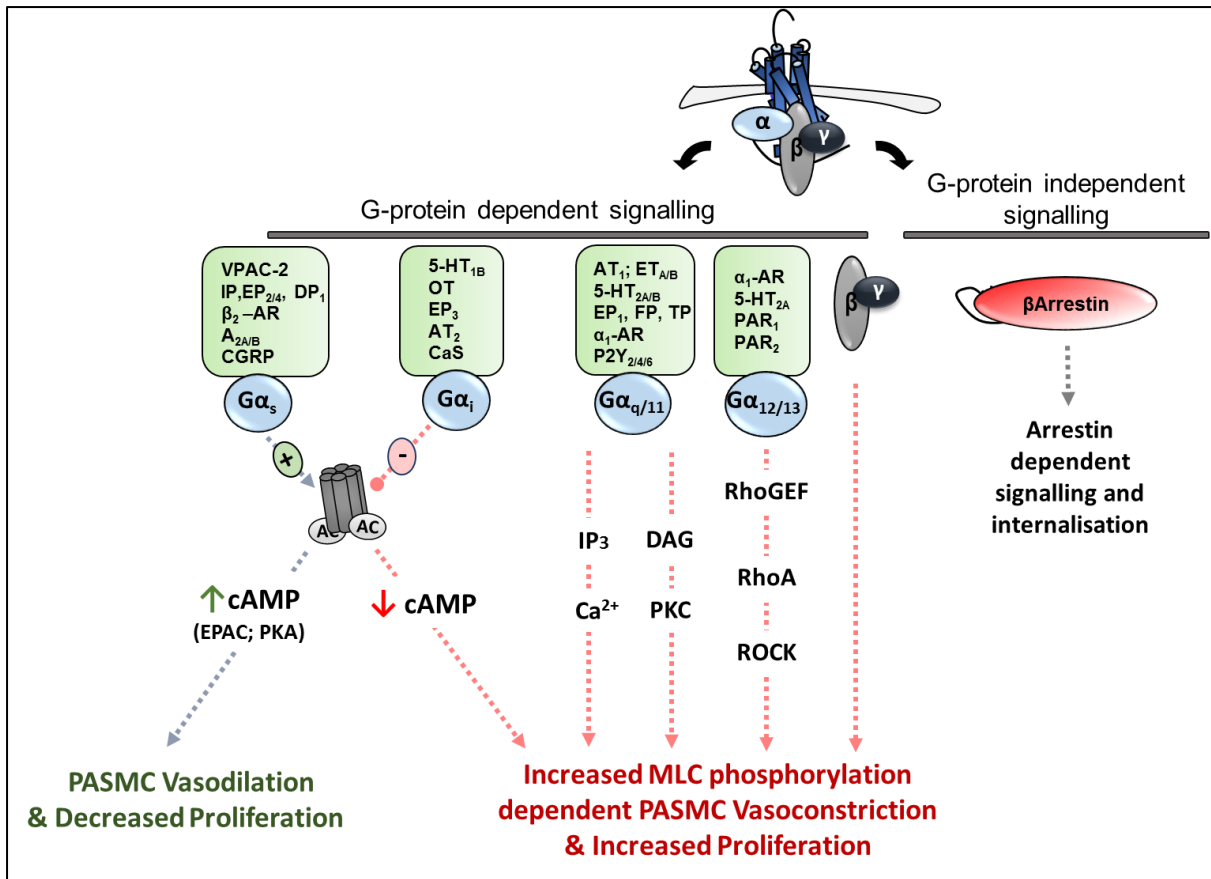 α
β
γ
G-protein dependent signalling
G-protein independent
signalling
VPAC-2
IP,EP2/4, DP1
β2 –AR
A2A/B
CGRP
Gαs
5-HT1B
OT
EP3
AT2
CaS
Gαi
AT1; ETA/B
5-HT2A/B
EP1, FP, TP
α1-AR
P2Y2/4/6
Gαq/11
α1-AR
5-HT2A
PAR1
PAR2
Gα12/13
β
γ
βArrestin
+
-
AC
AC
↑cAMP
(EPAC; PKA)
↓ cAMP
IP3
Ca2+
DAG
PKC
RhoGEF
RhoA
ROCK
Arrestin
dependent
signalling and
internalisation
PASMC Vasodilation
& Decreased Proliferation
Increased MLC phosphorylation
dependent PASMC Vasoconstriction
& Increased Proliferation